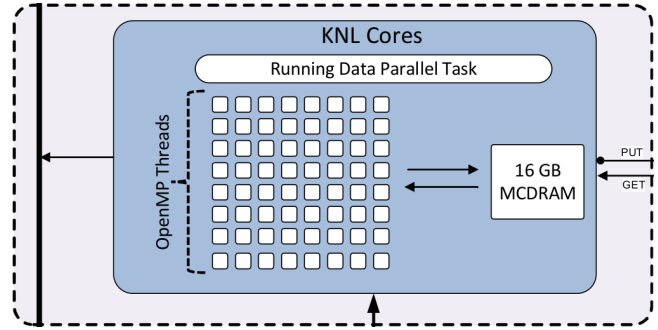 KNL Cores
Running Data Parallel Task
OpenMP Threads
16 GB
MCDRAM
PUT
GET